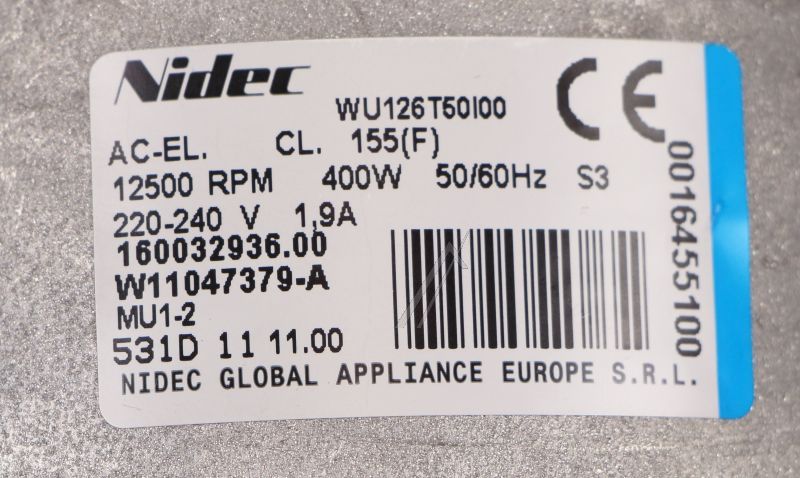 Nidec
WU126T50I00
CE
AC-EL. CL. 155(F)
12500 RPM 400W 50/60Hz S3
220-240 V 1,9A
160032936.00
W11047379-A
MU1-2
531D 11 11.00
NIDEC GLOBAL APPLIANCE EUROPE S.R.L.
0016455100